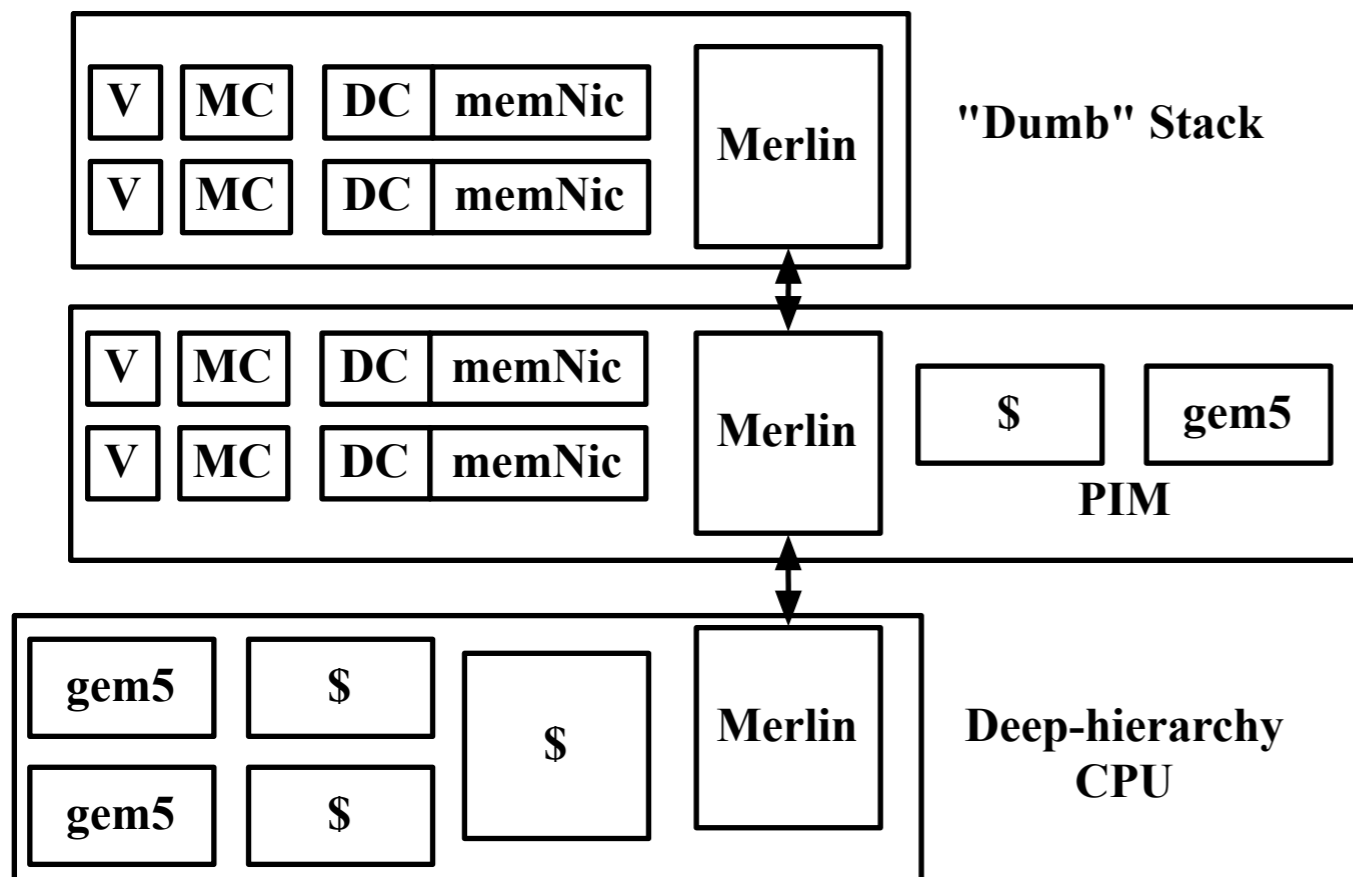 V MC DC memNic
V MC DC memNic
Merlin
"Dumb" Stack
V MC DC memNic
V MC DC memNic
Merlin
$ gem5
PIM
gem5 $
gem5 $
$
Merlin
Deep-hierarchy
CPU